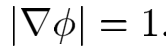 |∇ϕ| = 1.